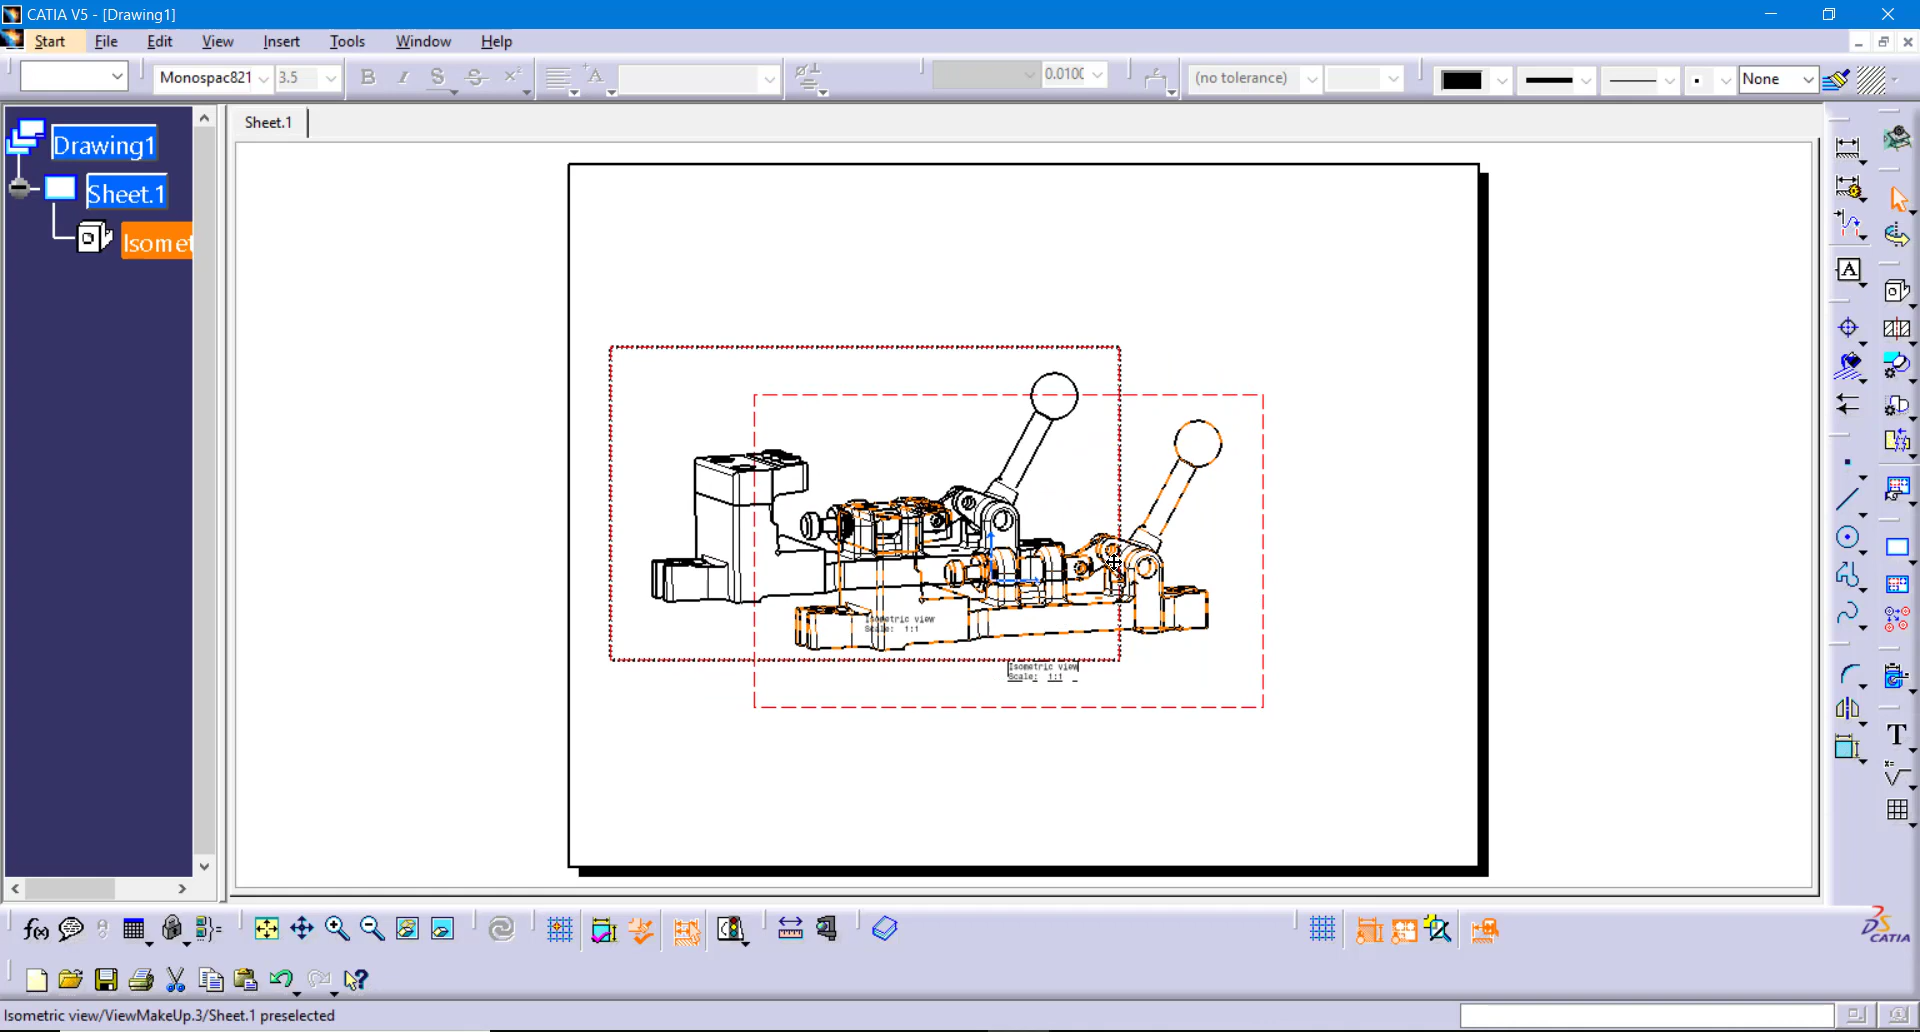 CATIA V5 - [Drawing1]
Start File Edit View Insert Tools Window Help
Monospac821 3.5 B I S S x² A 0.010( (no tolerance) None
Sheet.1
Drawing1
Sheet.1
Isomet
A
Isometric view
Scale: 1:1
Isometric view
Scale: 1:1
T
f(x)
CATIA
Isometric view/ViewMakeUp.3/Sheet.1 preselected